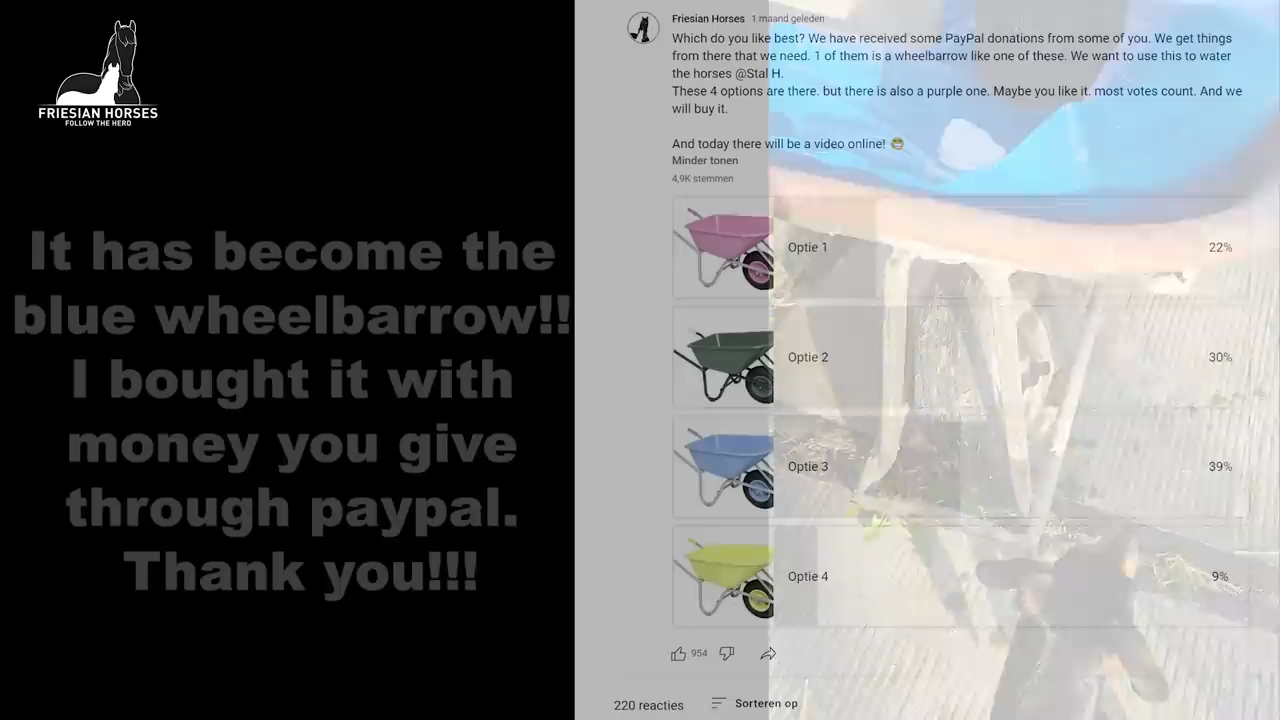 FRIESIAN HORSES
FOLLOW THE HERD
It has become the
blue wheelbarrow!!
I bought it with
money you give
through paypal.
Thank you!!!
Friesian Horses 1 maand geleden
Which do you like best? We have received some PayPal donations from some of you. We get things
from there that we need. 1 of them is a wheelbarrow like one of these. We want to use this to water
the horses @Stal H.
These 4 options are there. but there is also a purple one. Maybe you like it. most votes count. And we
will buy it.
And today there will be a video online! 😁
Minder tonen
4,9K stemmen
Optie 1 22%
Optie 2 30%
Optie 3 39%
Optie 4 9%
954
220 reacties Sorteren op